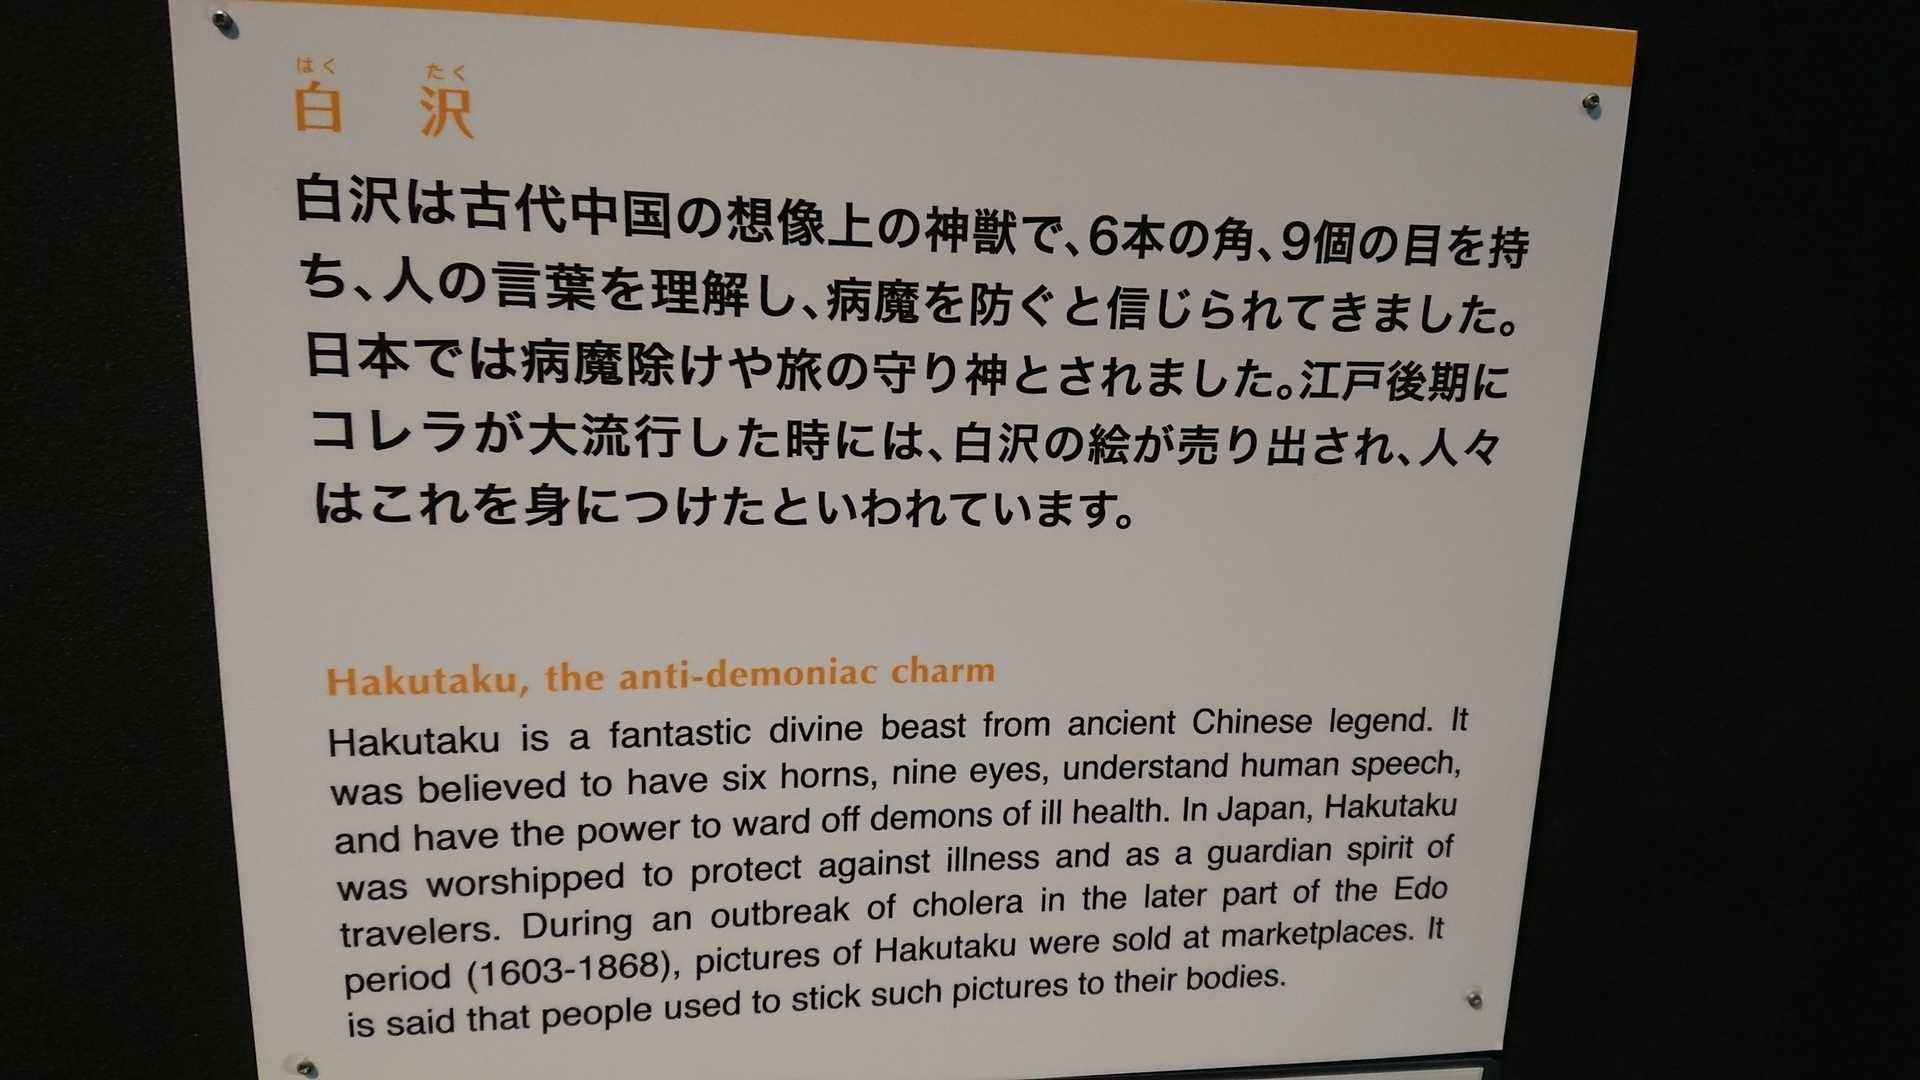 はく たく
白 沢
白沢は古代中国の想像上の神獣で、6本の角、9個の目を持
ち、人の言葉を理解し、病魔を防ぐと信じられてきました。
日本では病魔除けや旅の守り神とされました。江戸後期に
コレラが大流行した時には、白沢の絵が売り出され、人々
はこれを身につけたといわれています。
Hakutaku, the anti-demoniac charm
Hakutaku is a fantastic divine beast from ancient Chinese legend. It
was believed to have six horns, nine eyes, understand human speech,
and have the power to ward off demons of ill health. In Japan, Hakutaku
was worshipped to protect against illness and as a guardian spirit of
travelers. During an outbreak of cholera in the later part of the Edo
period (1603-1868), pictures of Hakutaku were sold at marketplaces. It
is said that people used to stick such pictures to their bodies.